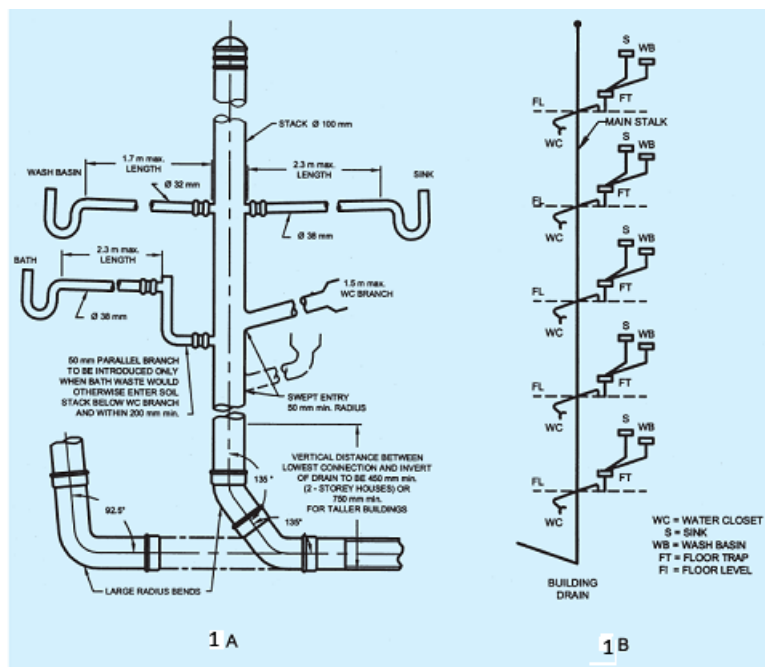 STACK Ø 100 mm
1.7 m max.
LENGTH
2.3 m max.
LENGTH
WASH BASIN
Ø 32 mm
SINK
Ø 38 mm
2.3 m max.
LENGTH
BATH
Ø 38 mm
1.5 m max.
WC BRANCH
50 mm PARALLEL BRANCH
TO BE INTRODUCED ONLY
WHEN BATH WASTE WOULD
OTHERWISE ENTER SOIL
STACK BELOW WC BRANCH
AND WITHIN 200 mm min.
SWEPT ENTRY
50 mm min. RADIUS
VERTICAL DISTANCE BETWEEN
LOWEST CONNECTION AND INVERT
OF DRAIN TO BE 450 mm min.
(2 - STOREY HOUSES) OR
750 mm min.
FOR TALLER BUILDINGS
135°
135°
92.5°
LARGE RADIUS BENDS
1 A
S
WB
FT
FL
MAIN STALK
WC
S
WB
FT
FL
WC
S
WB
FT
FL
WC
S
WB
FT
FL
WC
S
WB
FT
FL
WC
BUILDING
DRAIN
WC = WATER CLOSET
S = SINK
WB = WASH BASIN
FT = FLOOR TRAP
Fl = FLOOR LEVEL
1 B